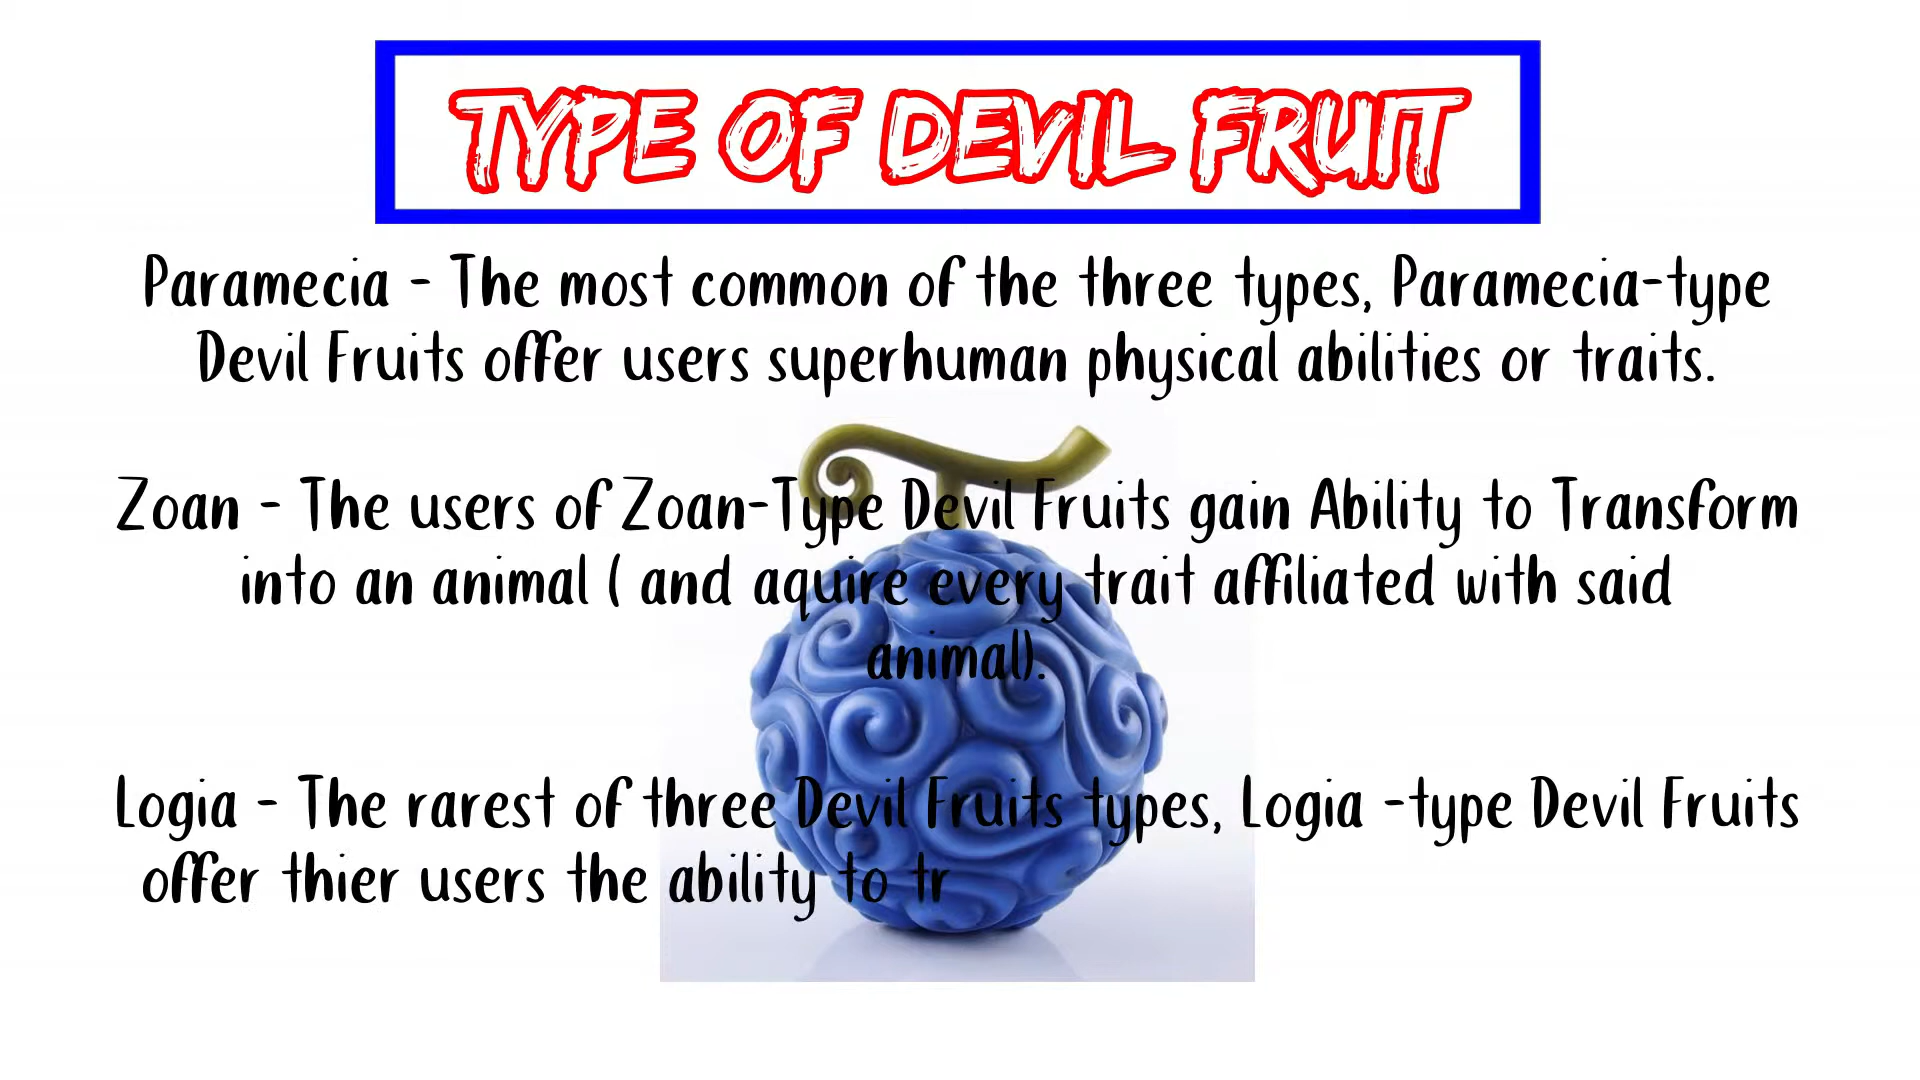 TYPE OF DEVIL FRUIT
Paramecia - The most common of the three types, Paramecia-type
Devil Fruits offer users superhuman physical abilities or traits.
Zoan - The users of Zoan-Type Devil Fruits gain Ability to Transform
into an animal ( and aquire every trait affiliated with said
animal).
Logia - The rarest of three Devil Fruits types, Logia -type Devil Fruits
offer thier users the ability to tr